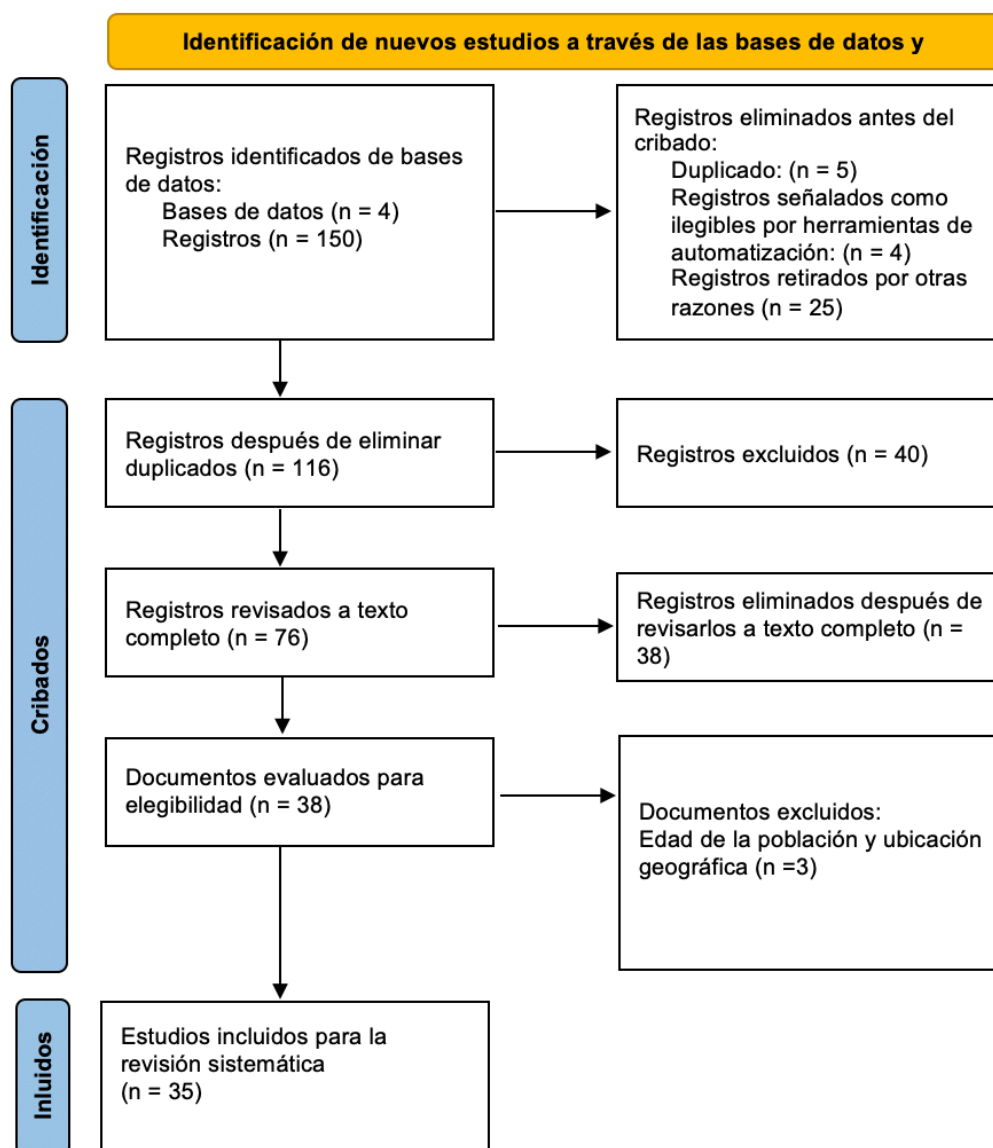 Identificación de nuevos estudios a través de las bases de datos y
Identificación
Registros identificados de bases
de datos:
Bases de datos (n = 4)
Registros (n = 150)
Registros eliminados antes del
cribado:
Duplicado: (n = 5)
Registros señalados como
ilegibles por herramientas de
automatización: (n = 4)
Registros retirados por otras
razones (n = 25)
Cribados
Registros después de eliminar
duplicados (n = 116)
Registros excluidos (n = 40)
Registros revisados a texto
completo (n = 76)
Registros eliminados después de
revisarlos a texto completo (n =
38)
Documentos evaluados para
elegibilidad (n = 38)
Documentos excluidos:
Edad de la población y ubicación
geográfica (n =3)
Inluidos
Estudios incluidos para la
revisión sistemática
(n = 35)